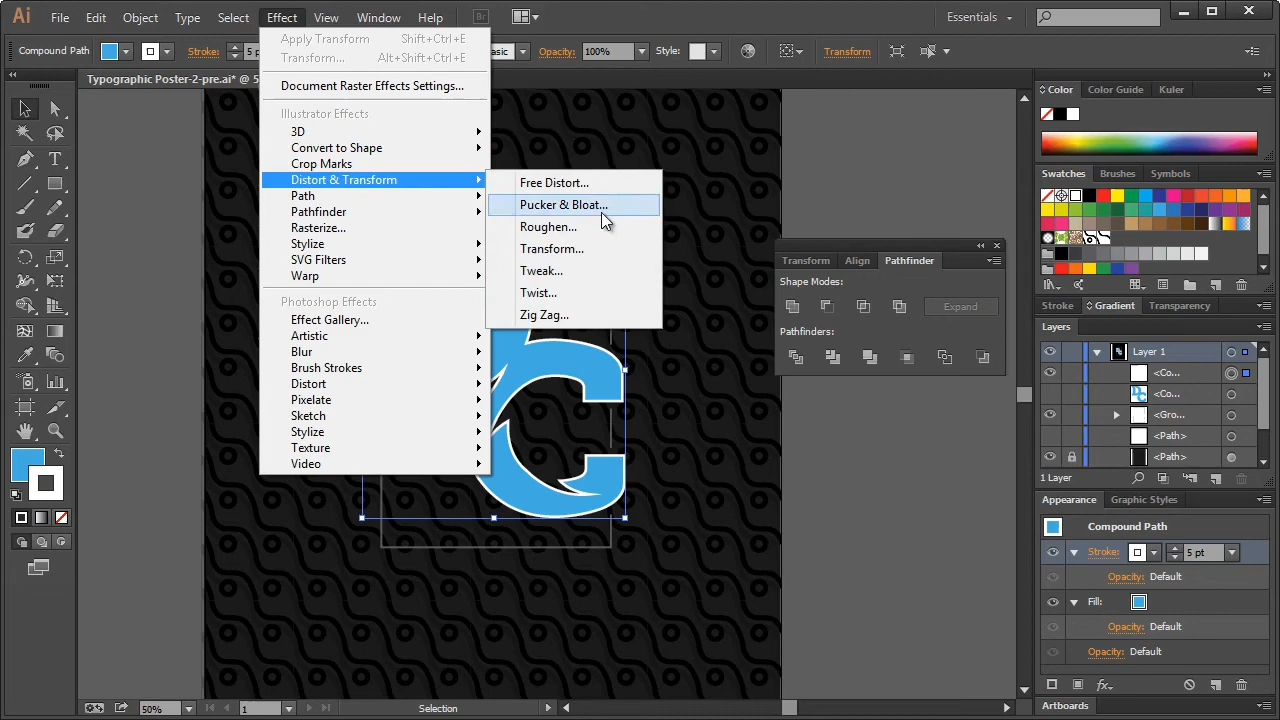 Ai File Edit Object Type Select Effect View Window Help Br Essentials
Compound Path Stroke: 5 p asic Opacity: 100% Style: Transform
Typographic Poster-2-pre.ai* @ 5
Apply Transform Shift+Ctrl+E
Transform... Alt+Shift+Ctrl+E
Document Raster Effects Settings...
Illustrator Effects
3D
Convert to Shape
Crop Marks
Distort & Transform
Path
Pathfinder
Rasterize...
Stylize
SVG Filters
Warp
Photoshop Effects
Effect Gallery...
Artistic
Blur
Brush Strokes
Distort
Pixelate
Sketch
Stylize
Texture
Video
Free Distort...
Pucker & Bloat...
Roughen...
Transform...
Tweak...
Twist...
Zig Zag...
C
Transform Align Pathfinder
Shape Modes:
Expand
Pathfinders:
Color Color Guide Kuler
Swatches Brushes Symbols
Stroke Gradient Transparency
Layers
Layer 1
<Co...
<Co...
<Gro...
<Path>
<Path>
1 Layer
Appearance Graphic Styles
Compound Path
Stroke: 5 pt
Opacity: Default
Fill:
Opacity: Default
Opacity: Default
fx
Artboards
50% 1 Selection